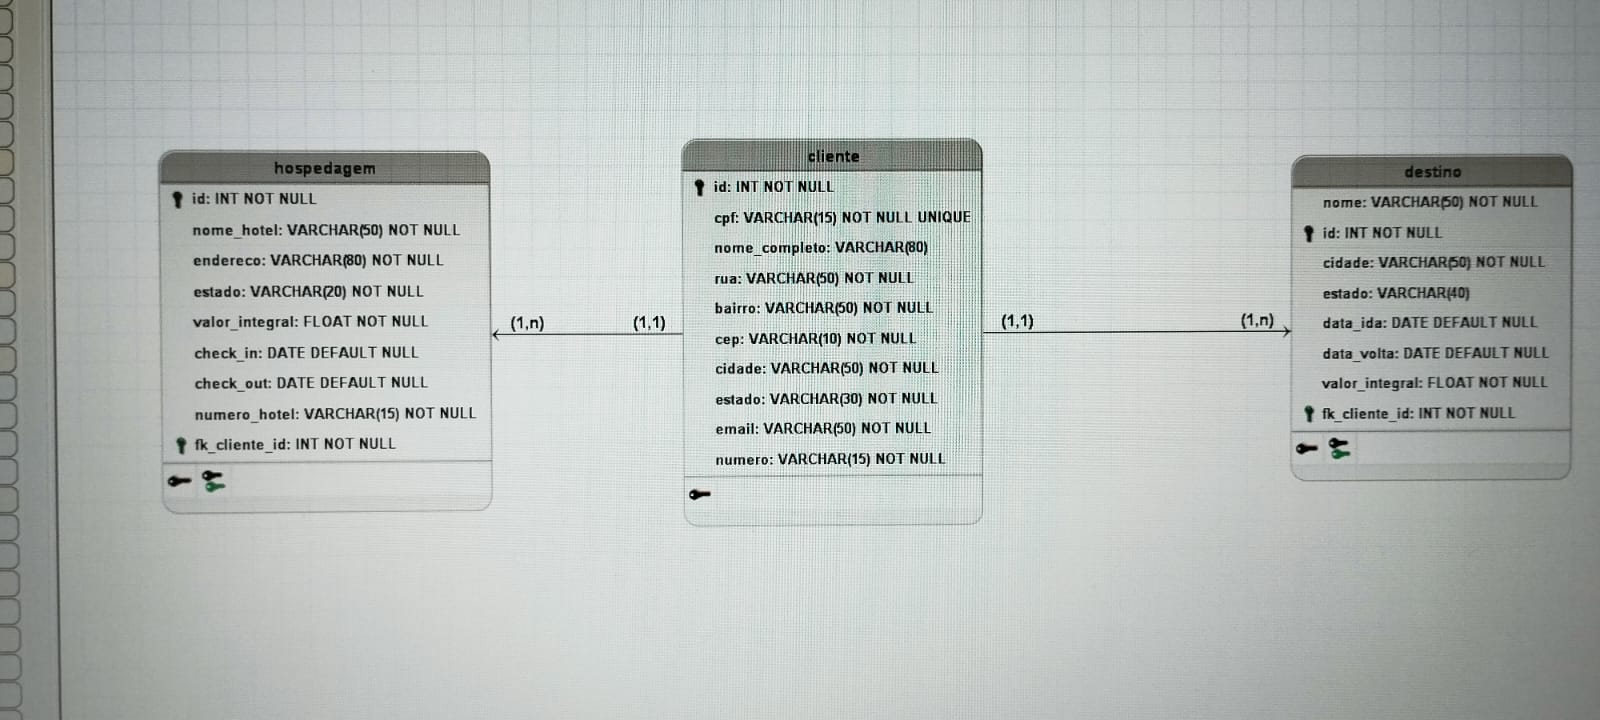 hospedagem
id: INT NOT NULL
nome_hotel: VARCHAR(50) NOT NULL
endereco: VARCHAR(80) NOT NULL
estado: VARCHAR(20) NOT NULL
valor_integral: FLOAT NOT NULL
check_in: DATE DEFAULT NULL
check_out: DATE DEFAULT NULL
numero_hotel: VARCHAR(15) NOT NULL
fk_cliente_id: INT NOT NULL
(1,n)
(1,1)
cliente
id: INT NOT NULL
cpf: VARCHAR(15) NOT NULL UNIQUE
nome_completo: VARCHAR(80)
rua: VARCHAR(50) NOT NULL
bairro: VARCHAR(50) NOT NULL
cep: VARCHAR(10) NOT NULL
cidade: VARCHAR(50) NOT NULL
estado: VARCHAR(30) NOT NULL
email: VARCHAR(50) NOT NULL
numero: VARCHAR(15) NOT NULL
(1,1)
(1,n)
destino
nome: VARCHAR(50) NOT NULL
id: INT NOT NULL
cidade: VARCHAR(50) NOT NULL
estado: VARCHAR(40)
data_ida: DATE DEFAULT NULL
data_volta: DATE DEFAULT NULL
valor_integral: FLOAT NOT NULL
fk_cliente_id: INT NOT NULL